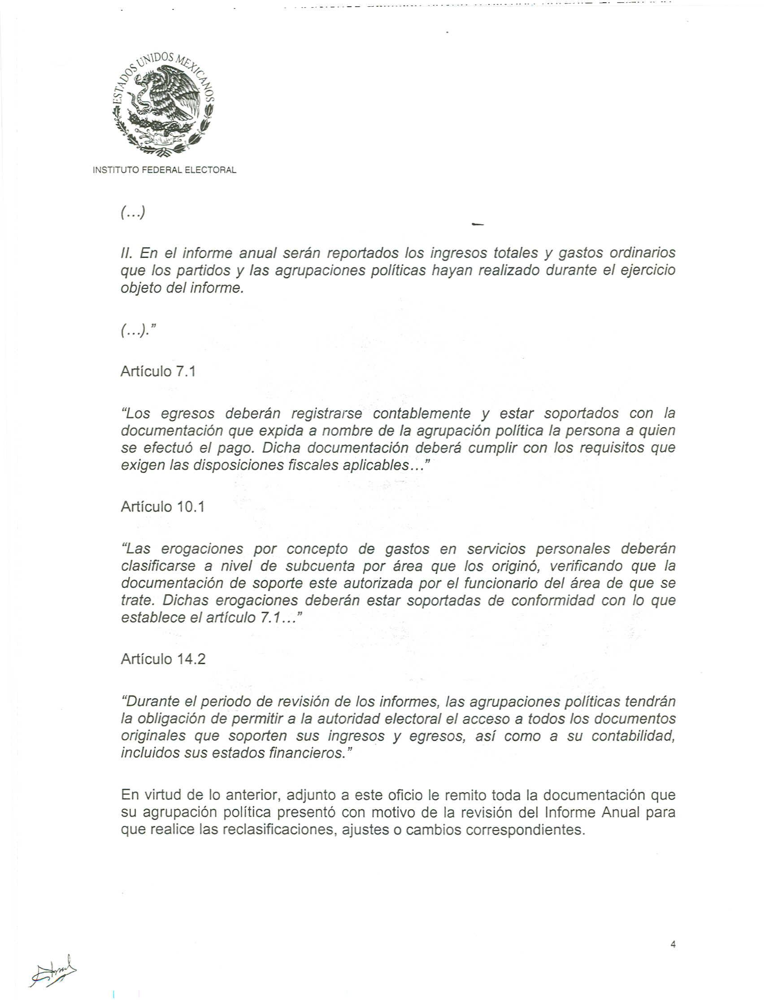 ESTADOS UNIDOS MEXICANOS
INSTITUTO FEDERAL ELECTORAL
(...)
II. En el informe anual serán reportados los ingresos totales y gastos ordinarios
que los partidos y las agrupaciones políticas hayan realizado durante el ejercicio
objeto del informe.
(...).”
Artículo 7.1
“Los egresos deberán registrarse contablemente y estar soportados con la
documentación que expida a nombre de la agrupación política la persona a quien
se efectuó el pago. Dicha documentación deberá cumplir con los requisitos que
exigen las disposiciones fiscales aplicables...”
Artículo 10.1
“Las erogaciones por concepto de gastos en servicios personales deberán
clasificarse a nivel de subcuenta por área que los originó, verificando que la
documentación de soporte este autorizada por el funcionario del área de que se
trate. Dichas erogaciones deberán estar soportadas de conformidad con lo que
establece el artículo 7.1...”
Artículo 14.2
“Durante el periodo de revisión de los informes, las agrupaciones políticas tendrán
la obligación de permitir a la autoridad electoral el acceso a todos los documentos
originales que soporten sus ingresos y egresos, así como a su contabilidad,
incluidos sus estados financieros.”
En virtud de lo anterior, adjunto a este oficio le remito toda la documentación que
su agrupación política presentó con motivo de la revisión del Informe Anual para
que realice las reclasificaciones, ajustes o cambios correspondientes.
4